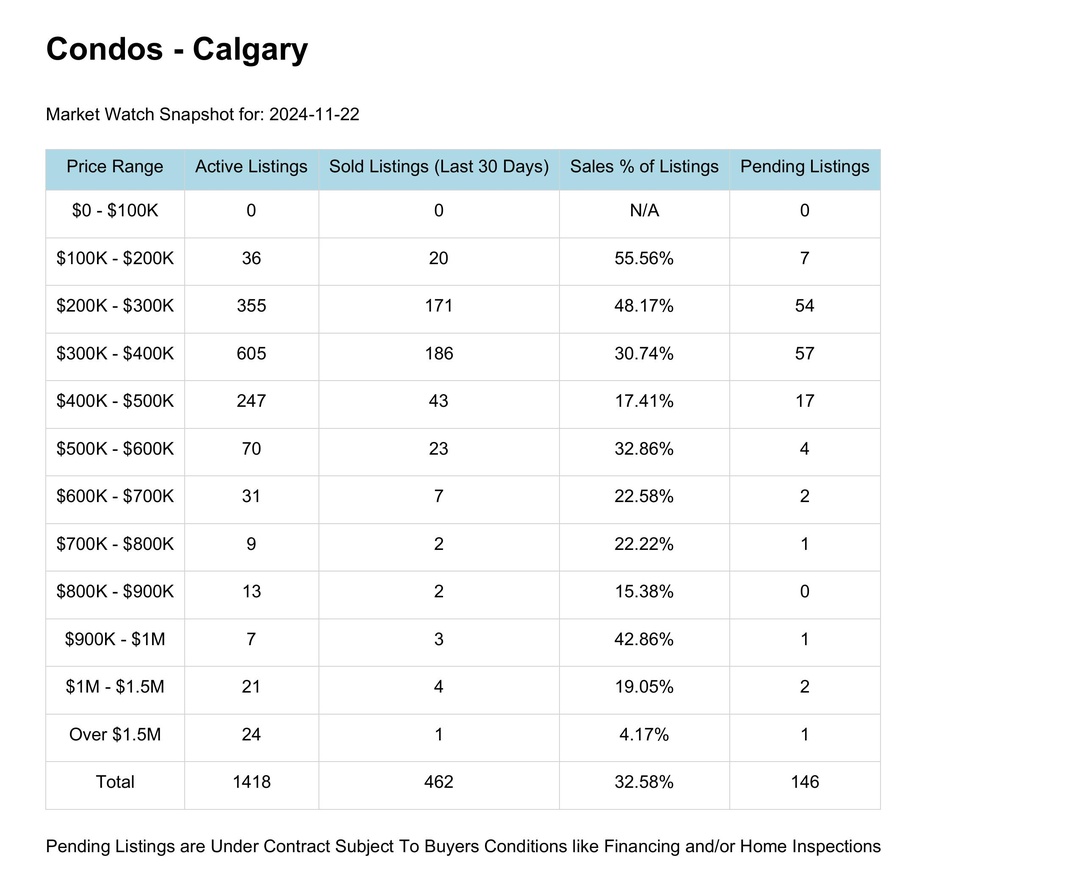 Condos - Calgary
Market Watch Snapshot for: 2024-11-22
Price Range Active Listings Sold Listings (Last 30 Days) Sales % of Listings Pending Listings
$0 - $100K 0 0 N/A 0
$100K - $200K 36 20 55.56% 7
$200K - $300K 355 171 48.17% 54
$300K - $400K 605 186 30.74% 57
$400K - $500K 247 43 17.41% 17
$500K - $600K 70 23 32.86% 4
$600K - $700K 31 7 22.58% 2
$700K - $800K 9 2 22.22% 1
$800K - $900K 13 2 15.38% 0
$900K - $1M 7 3 42.86% 1
$1M - $1.5M 21 4 19.05% 2
Over $1.5M 24 1 4.17% 1
Total 1418 462 32.58% 146
Pending Listings are Under Contract Subject To Buyers Conditions like Financing and/or Home Inspections